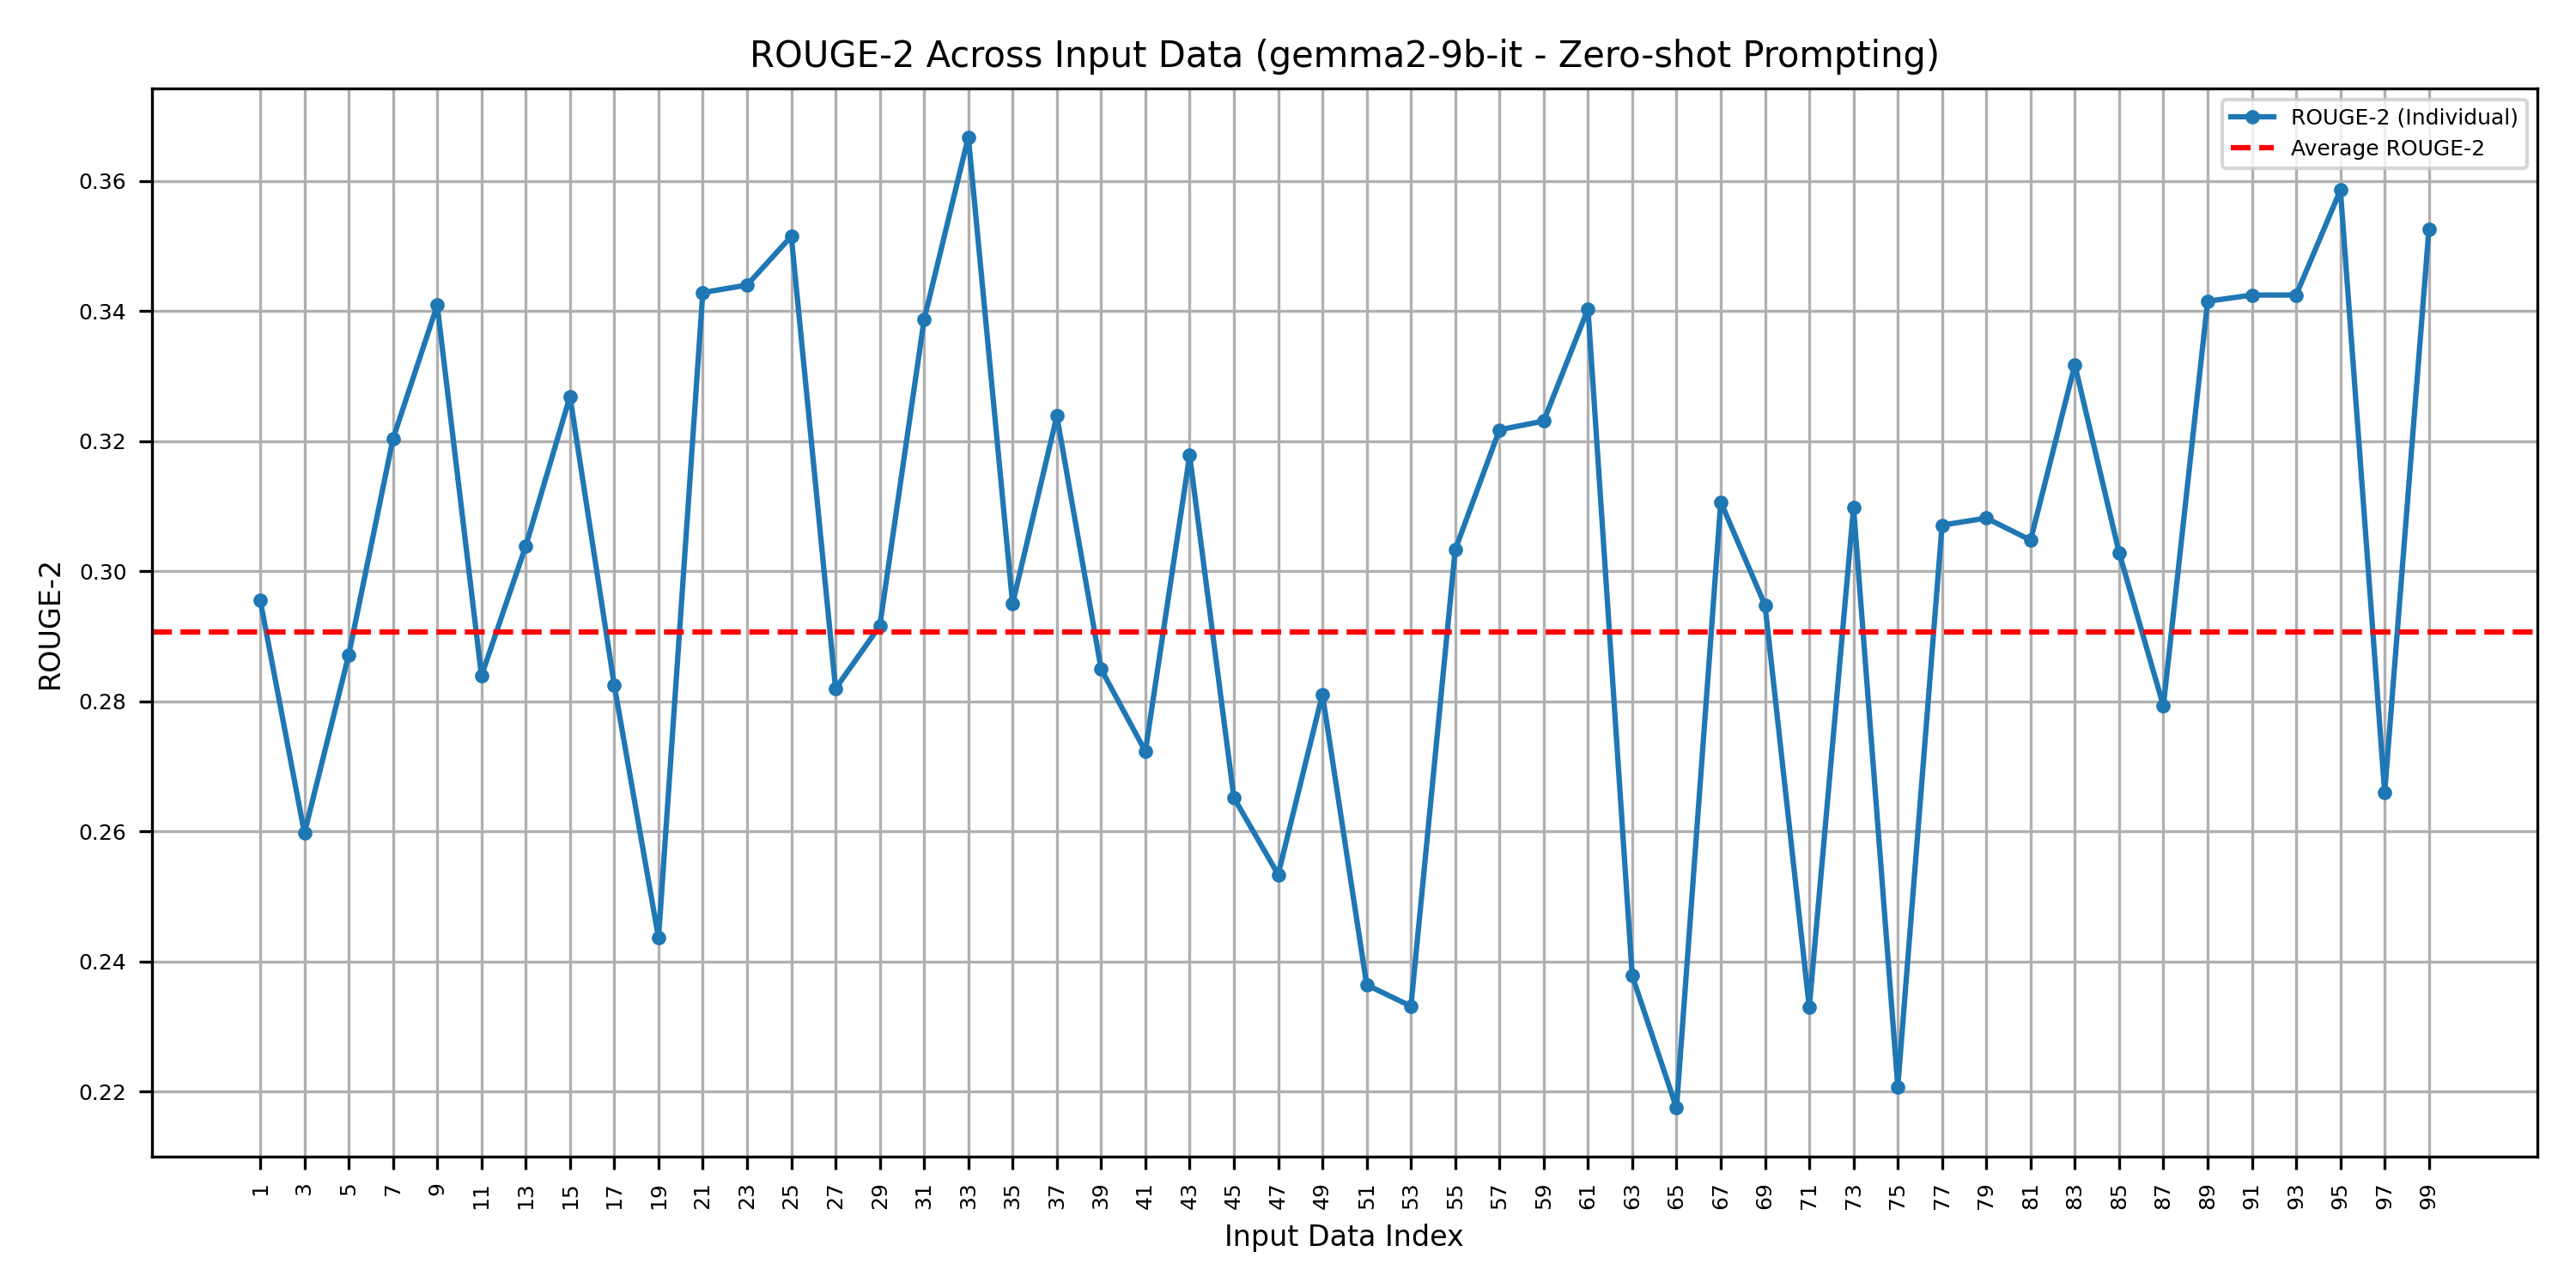 ROUGE-2 Across Input Data (gemma2-9b-it - Zero-shot Prompting)
ROUGE-2 (Individual)
Average ROUGE-2
ROUGE-2
0.36
0.34
0.32
0.30
0.28
0.26
0.24
0.22
1 3 5 7 9 11 13 15 17 19 21 23 25 27 29 31 33 35 37 39 41 43 45 47 49 51 53 55 57 59 61 63 65 67 69 71 73 75 77 79 81 83 85 87 89 91 93 95 97 99
Input Data Index